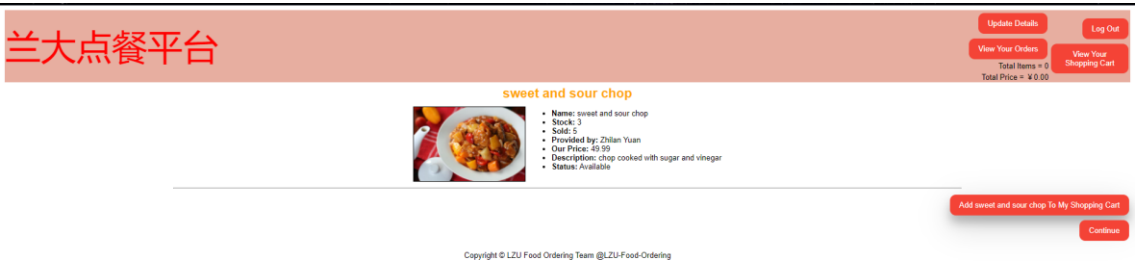 兰大点餐平台
Update Details
Log Out
View Your Orders
View Your
Shopping Cart
Total Items = 0
Total Price = ￥0.00
sweet and sour chop
Name: sweet and sour chop
Stock: 3
Sold: 5
Provided by: Zhilan Yuan
Our Price: 49.99
Description: chop cooked with sugar and vinegar
Status: Available
Add sweet and sour chop To My Shopping Cart
Continue
Copyright © LZU Food Ordering Team @LZU-Food-Ordering